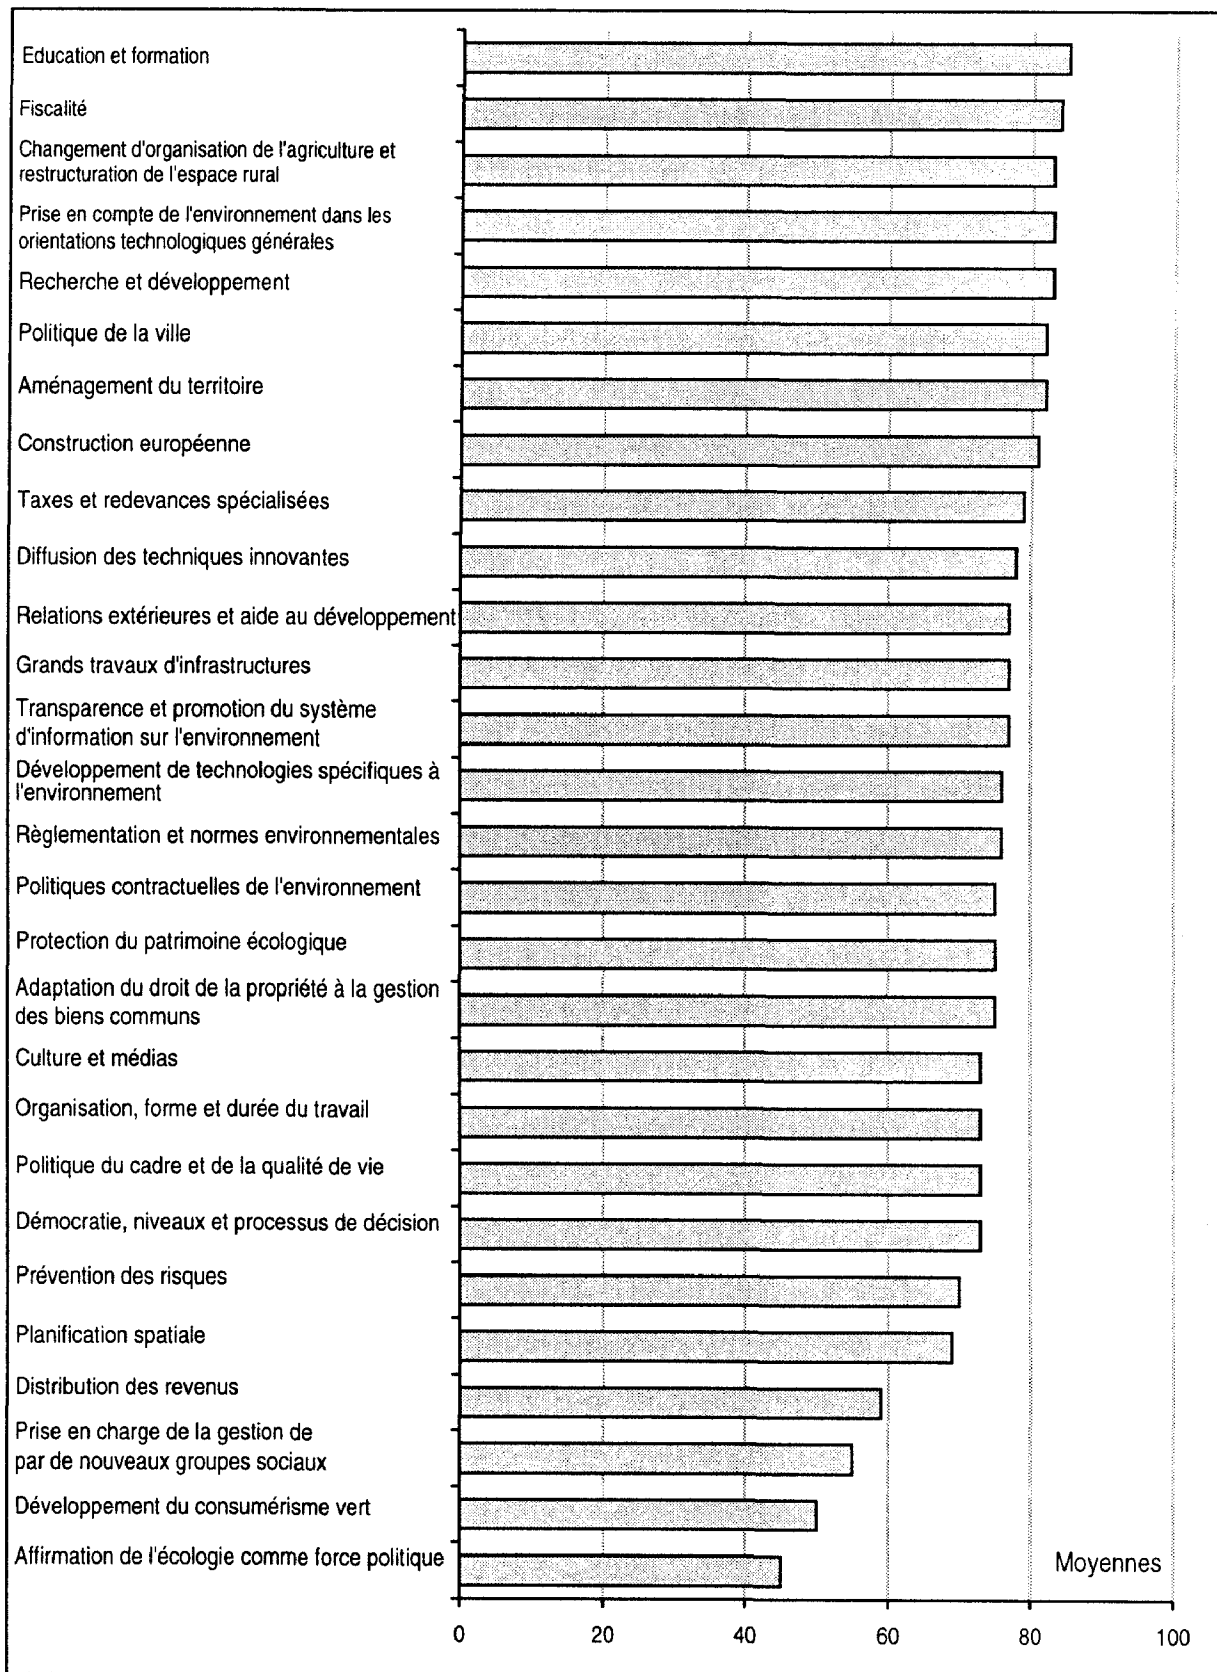 Education et formation
Fiscalité
Changement d'organisation de l'agriculture et
restructuration de l'espace rural
Prise en compte de l'environnement dans les
orientations technologiques générales
Recherche et développement
Politique de la ville
Aménagement du territoire
Construction européenne
Taxes et redevances spécialisées
Diffusion des techniques innovantes
Relations extérieures et aide au développement
Grands travaux d'infrastructures
Transparence et promotion du système
d'information sur l'environnement
Développement de technologies spécifiques à
l'environnement
Règlementation et normes environnementales
Politiques contractuelles de l'environnement
Protection du patrimoine écologique
Adaptation du droit de la propriété à la gestion
des biens communs
Culture et médias
Organisation, forme et durée du travail
Politique du cadre et de la qualité de vie
Démocratie, niveaux et processus de décision
Prévention des risques
Planification spatiale
Distribution des revenus
Prise en charge de la gestion de
par de nouveaux groupes sociaux
Développement du consumérisme vert
Affirmation de l'écologie comme force politique
Moyennes
0 20 40 60 80 100